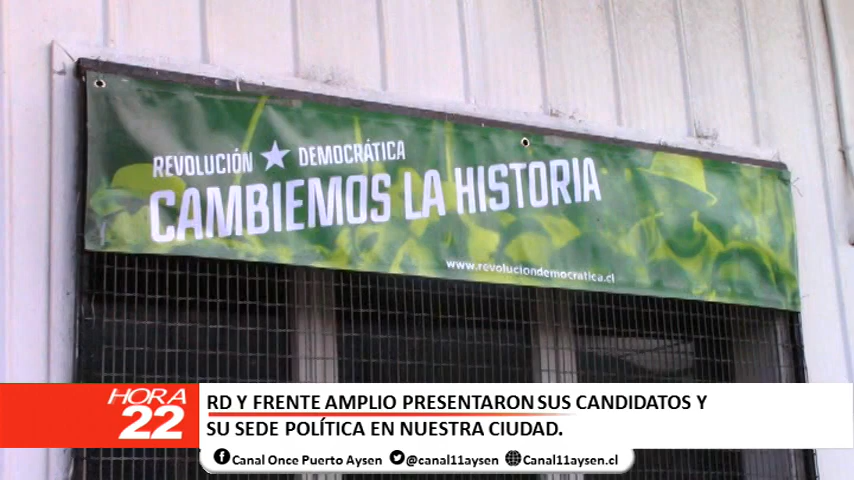 REVOLUCIÓN ★ DEMOCRÁTICA
CAMBIEMOS LA HISTORIA
www.revoluciondemocratica.cl
HORA
22
RD Y FRENTE AMPLIO PRESENTARON SUS CANDIDATOS Y
SU SEDE POLÍTICA EN NUESTRA CIUDAD.
Canal Once Puerto Aysen @canal11aysen Canal11aysen.cl